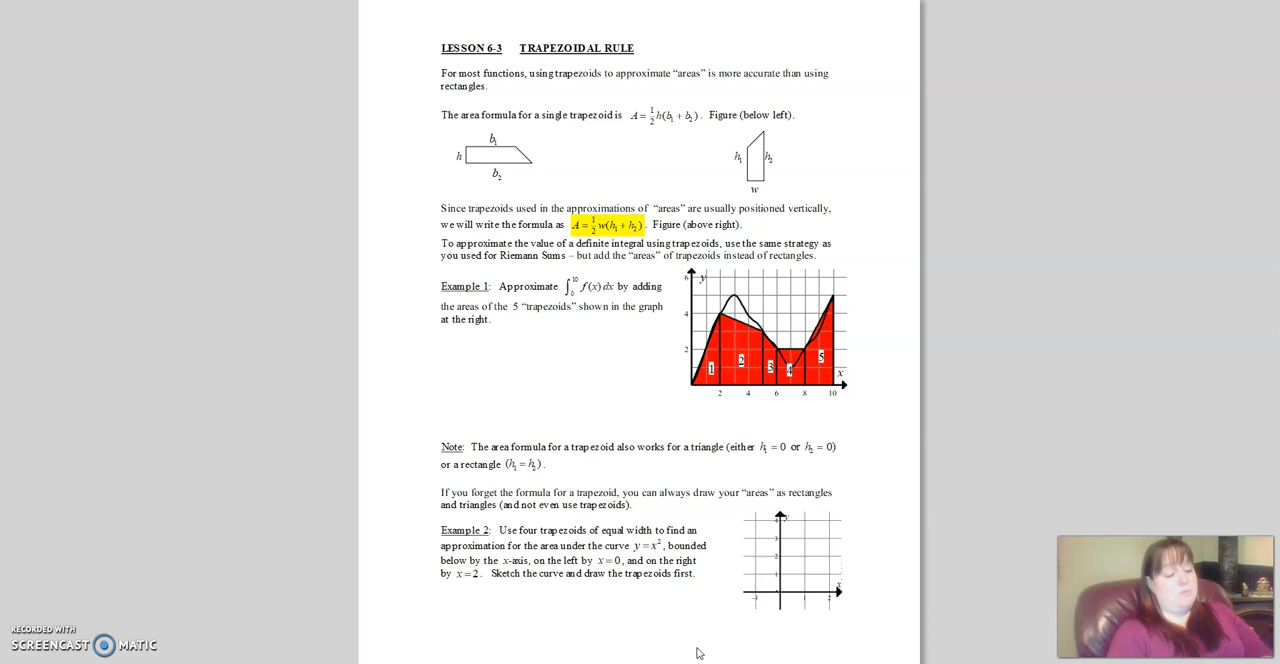 LESSON 6-3 TRAPEZOIDAL RULE
For most functions, using trapezoids to approximate “areas” is more accurate than using
rectangles.
The area formula for a single trapezoid is A = 1/2 h(b₁ + b₂). Figure (below left).
b₁
h
b₂
h₁
h₂
w
Since trapezoids used in the approximations of “areas” are usually positioned vertically,
we will write the formula as A = 1/2 w(h₁ + h₂). Figure (above right).
To approximate the value of a definite integral using trapezoids, use the same strategy as
you used for Riemann Sums – but add the “areas” of trapezoids instead of rectangles.
Example 1: Approximate ∫₀¹⁰ f(x) dx by adding
the areas of the 5 “trapezoids” shown in the graph
at the right.
6 y
4
2
1 2 3 4 5
x
2 4 6 8 10
Note: The area formula for a trapezoid also works for a triangle (either h₁ = 0 or h₂ = 0)
or a rectangle (h₁ = h₂).
If you forget the formula for a trapezoid, you can always draw your “areas” as rectangles
and triangles (and not even use trapezoids).
Example 2: Use four trapezoids of equal width to find an
approximation for the area under the curve y = x², bounded
below by the x-axis, on the left by x = 0, and on the right
by x = 2. Sketch the curve and draw the trapezoids first.
4 y
3
2
1
x
-1 1 2
RECORDED WITH
SCREENCAST MATIC